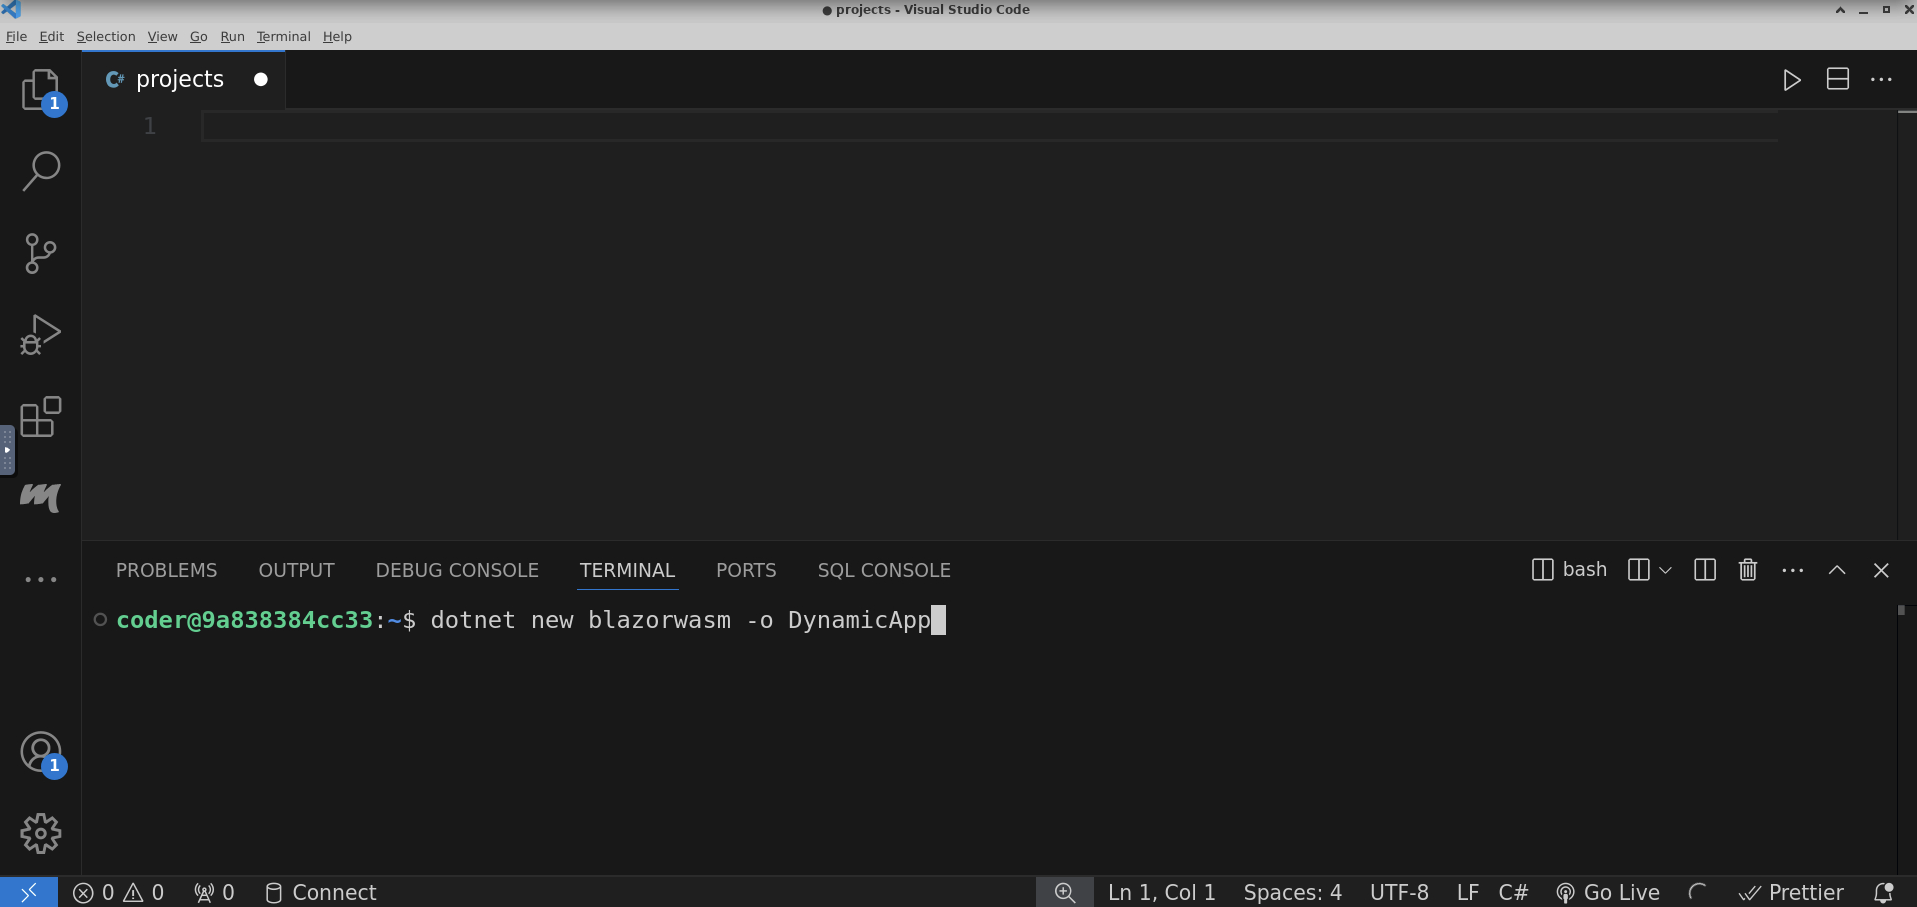 ● projects - Visual Studio Code
File Edit Selection View Go Run Terminal Help
C# projects
1
1
PROBLEMS OUTPUT DEBUG CONSOLE TERMINAL PORTS SQL CONSOLE bash
coder@9a838384cc33:~$ dotnet new blazorwasm -o DynamicApp
1
0 0 0 Connect Ln 1, Col 1 Spaces: 4 UTF-8 LF C# Go Live Prettier